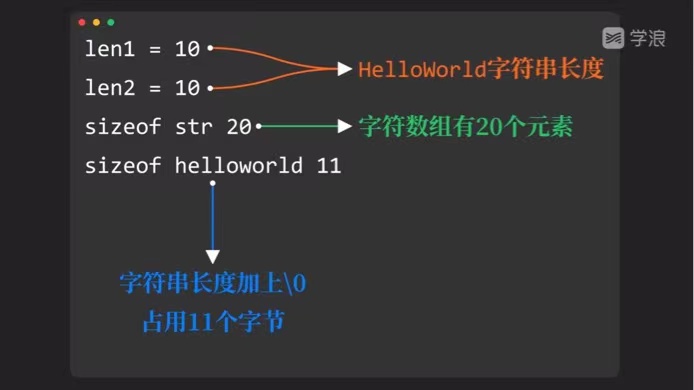 学浪
len1 = 10
HelloWorld字符串长度
len2 = 10
sizeof str 20
字符数组有20个元素
sizeof helloworld 11
字符串长度加上\0
占用11个字节